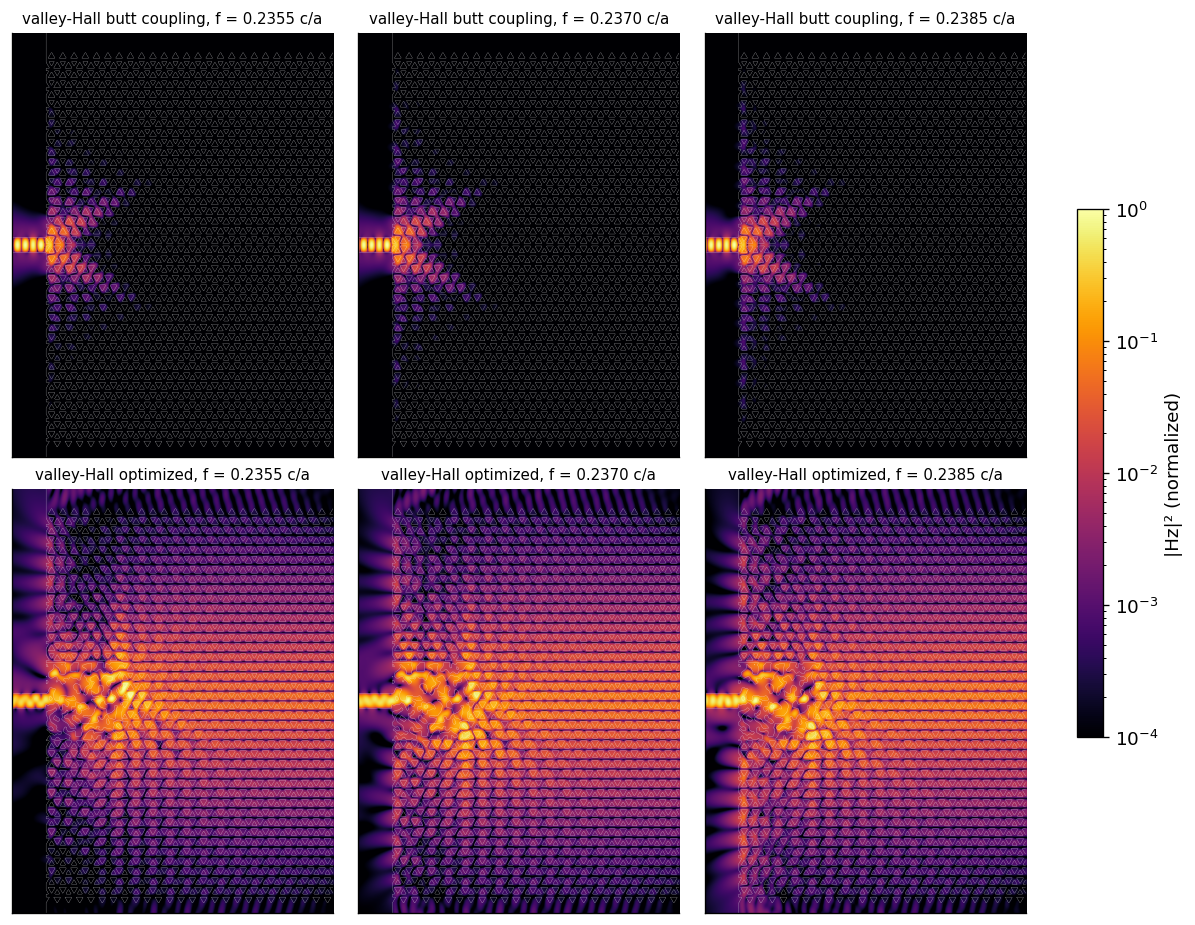 valley-Hall butt coupling, f = 0.2355 c/a
valley-Hall butt coupling, f = 0.2370 c/a
valley-Hall butt coupling, f = 0.2385 c/a
valley-Hall optimized, f = 0.2355 c/a
valley-Hall optimized, f = 0.2370 c/a
valley-Hall optimized, f = 0.2385 c/a
10⁰
10⁻¹
10⁻²
10⁻³
10⁻⁴
|Hz|² (normalized)